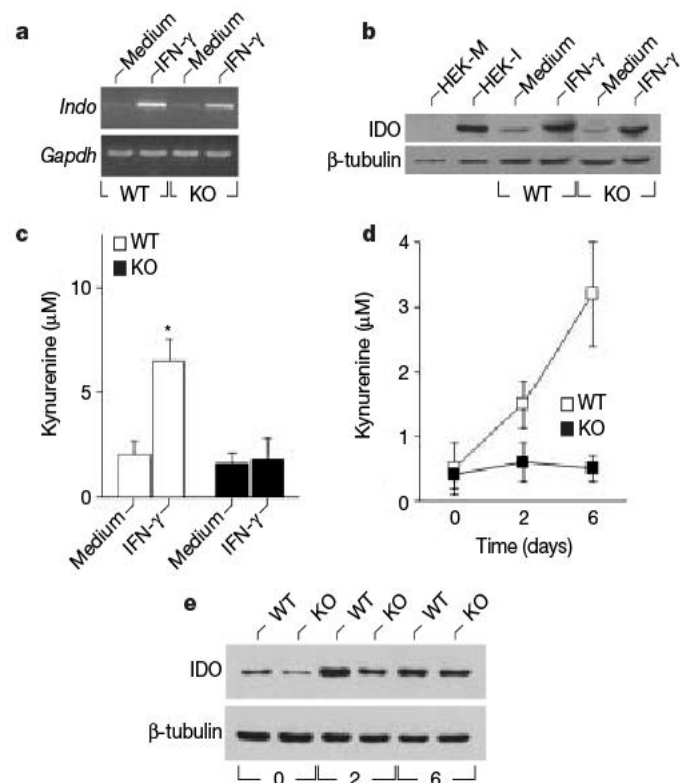 a
Medium
IFN-γ
Medium
IFN-γ
Indo
Gapdh
WT
KO
b
HEK-M
HEK-I
Medium
IFN-γ
Medium
IFN-γ
IDO
β-tubulin
WT
KO
c
WT
KO
Kynurenine (μM)
10
5
0
*
Medium
IFN-γ
Medium
IFN-γ
d
Kynurenine (μM)
4
3
2
1
0
WT
KO
0 2 6
Time (days)
e
WT
KO
WT
KO
WT
KO
IDO
β-tubulin
0 2 6